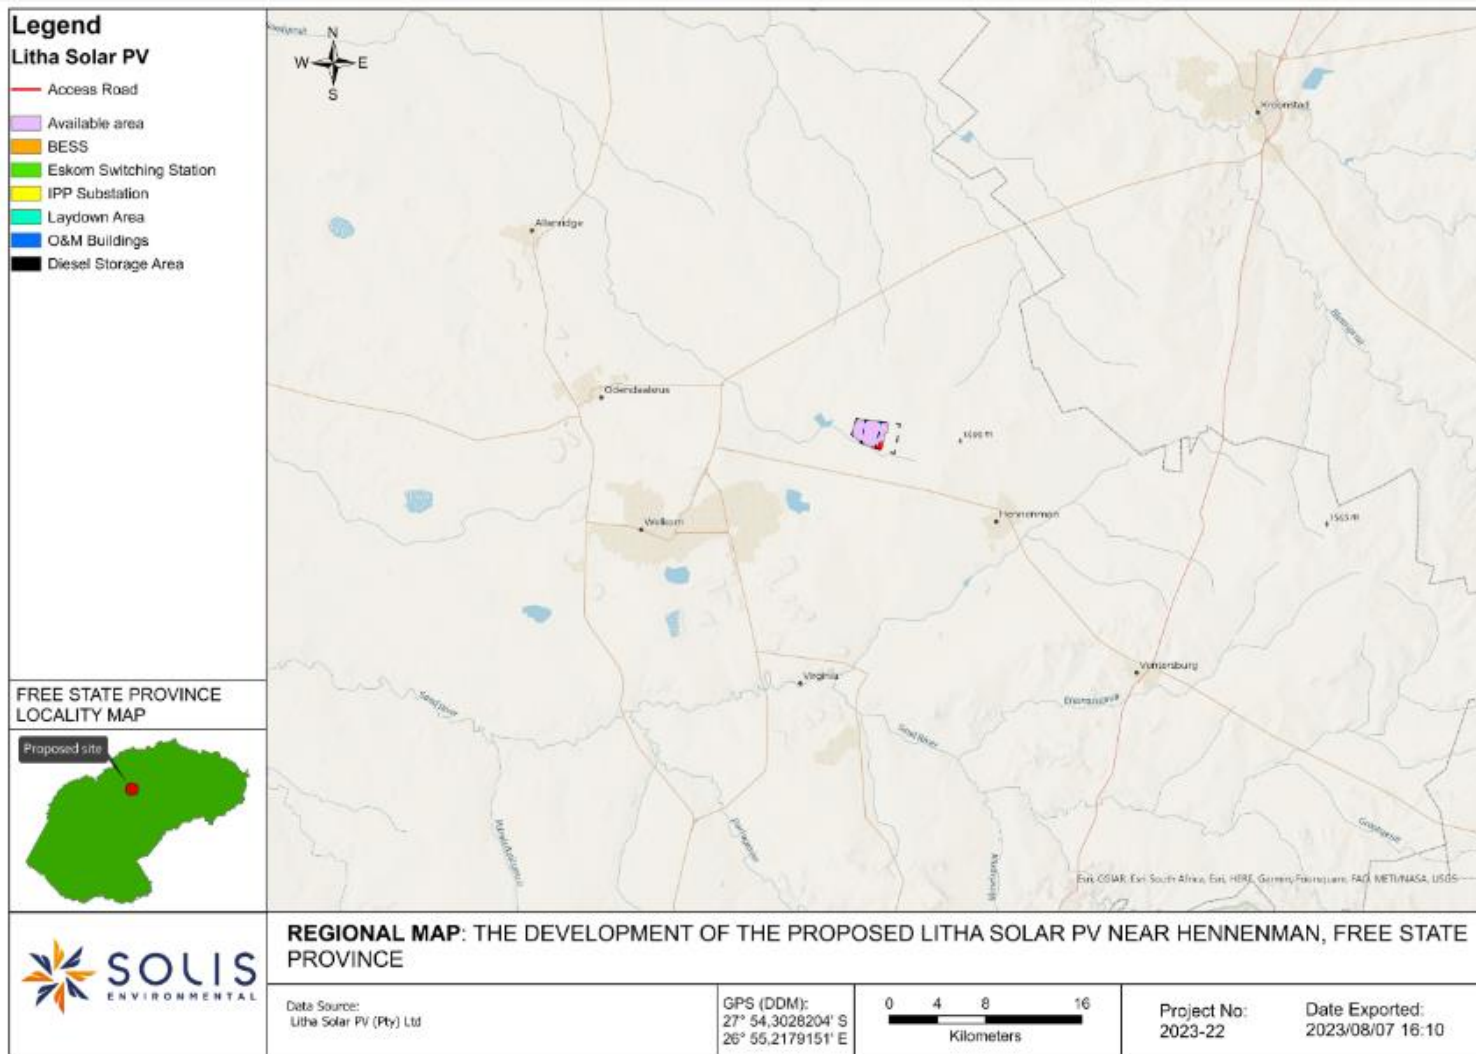 Legend
Litha Solar PV
Access Road
Available area
BESS
Eskom Switching Station
IPP Substation
Laydown Area
O&M Buildings
Diesel Storage Area
N
W E
S
Kroonstad
Allanridge
Odendaalsrus
Welkom
Hennenman
1565 m
Virginia
Ventersburg
Sand River
Sand River
FREE STATE PROVINCE
LOCALITY MAP
Proposed site
Esri, CGIAR, Esri South Africa, Esri, HERE, Garmin, Foursquare, FAO, METI/NASA, USGS
SOLIS
ENVIRONMENTAL
REGIONAL MAP: THE DEVELOPMENT OF THE PROPOSED LITHA SOLAR PV NEAR HENNENMAN, FREE STATE
PROVINCE
Data Source:
Litha Solar PV (Pty) Ltd
GPS (DDM):
27° 54,3028204' S
26° 55,2179151' E
0 4 8 16
Kilometers
Project No:
2023-22
Date Exported:
2023/08/07 16:10